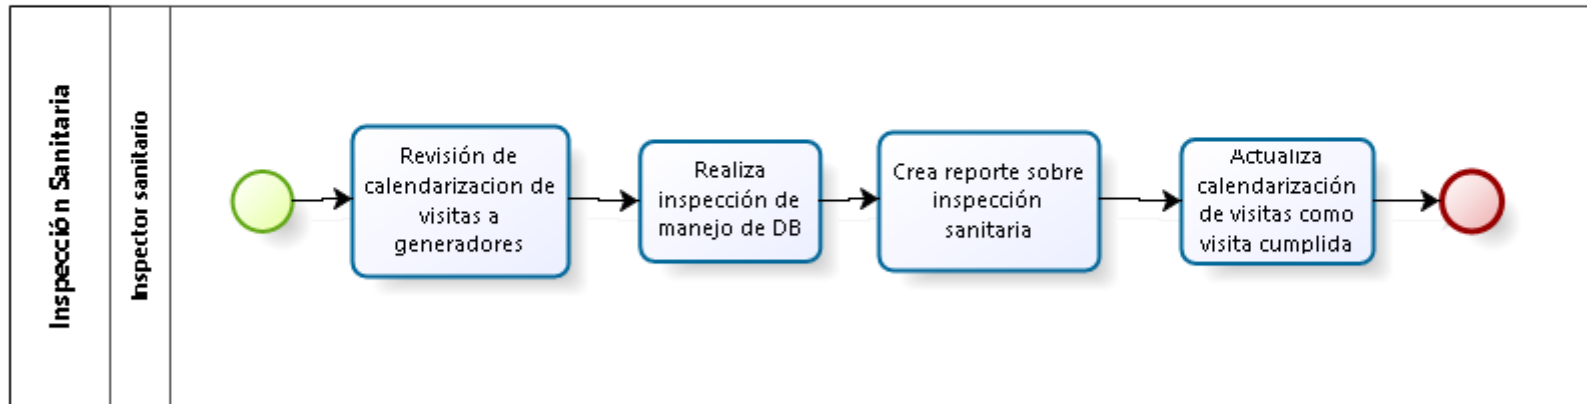 Inspección Sanitaria
Inspector sanitario
Revisión de
calendarizacion de
visitas a
generadores
Realiza
inspección de
manejo de DB
Crea reporte sobre
inspección
sanitaria
Actualiza
calendarización
de visitas como
visita cumplida